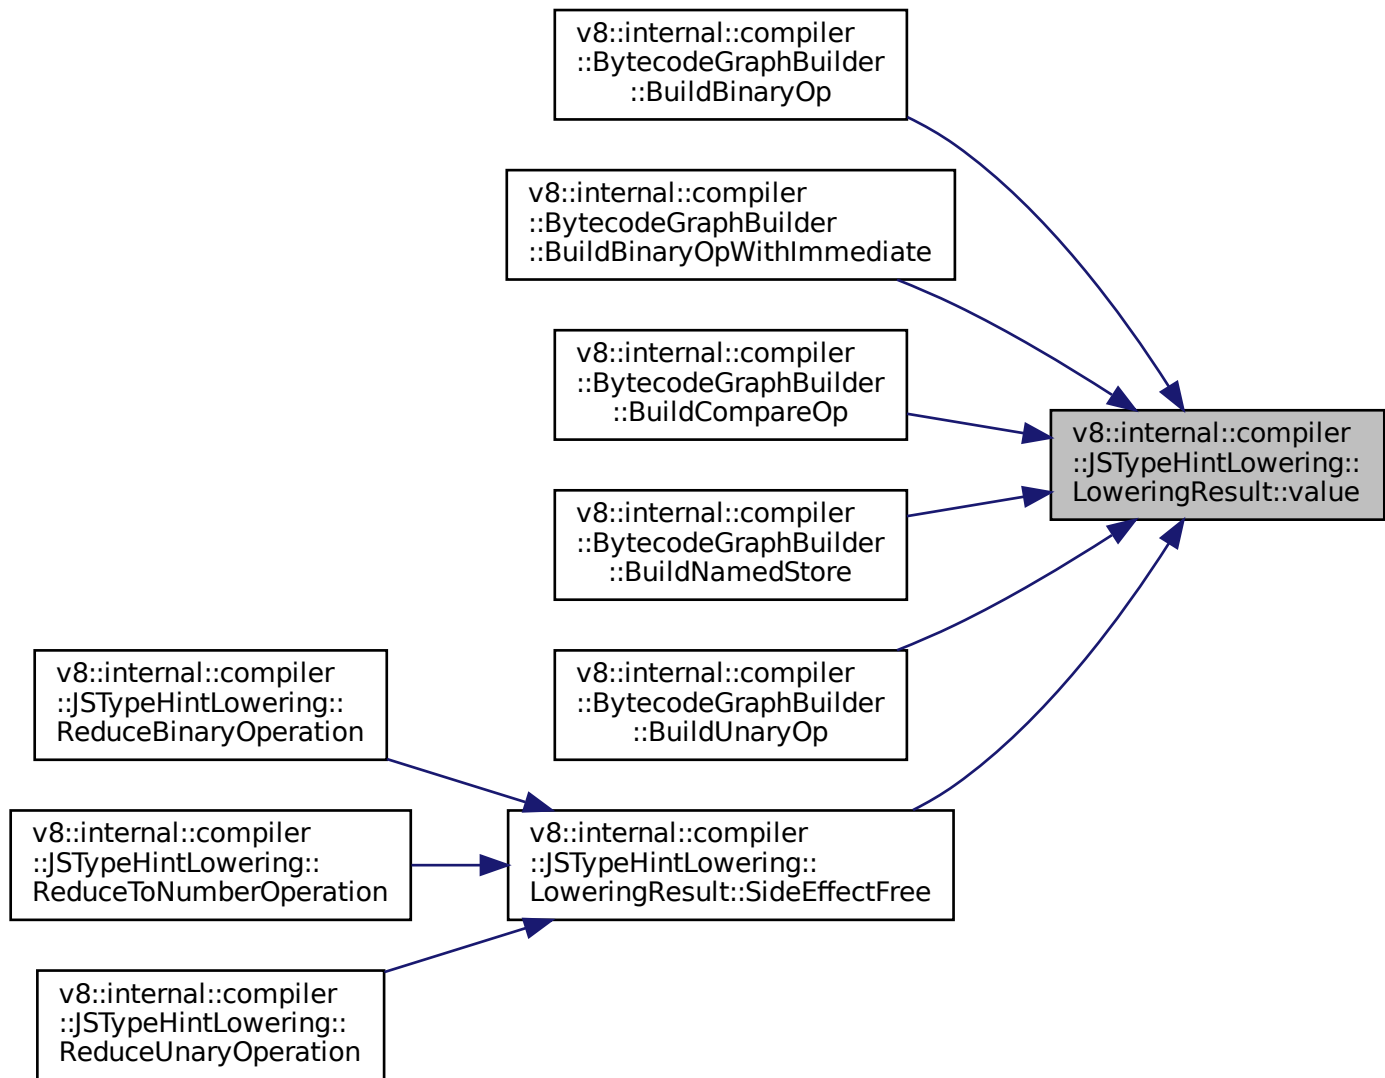 v8::internal::compiler
::BytecodeGraphBuilder
::BuildBinaryOp
v8::internal::compiler
::BytecodeGraphBuilder
::BuildBinaryOpWithImmediate
v8::internal::compiler
::BytecodeGraphBuilder
::BuildCompareOp
v8::internal::compiler
::JSTypeHintLowering::
LoweringResult::value
v8::internal::compiler
::BytecodeGraphBuilder
::BuildNamedStore
v8::internal::compiler
::BytecodeGraphBuilder
::BuildUnaryOp
v8::internal::compiler
::JSTypeHintLowering::
ReduceBinaryOperation
v8::internal::compiler
::JSTypeHintLowering::
ReduceToNumberOperation
v8::internal::compiler
::JSTypeHintLowering::
LoweringResult::SideEffectFree
v8::internal::compiler
::JSTypeHintLowering::
ReduceUnaryOperation